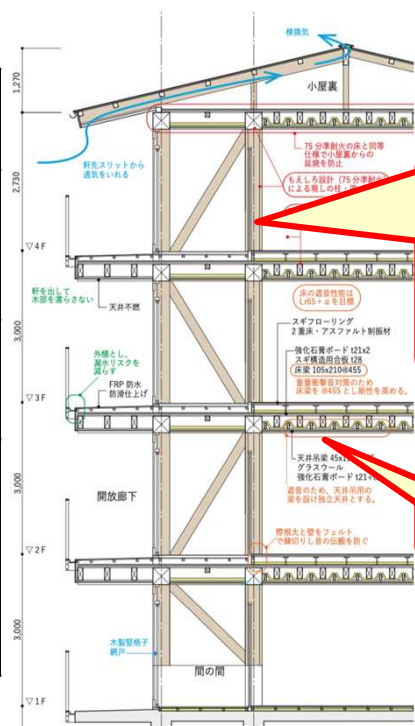 棟換気
小屋裏
1,270
75 分準耐火の床と同等
仕様で小屋裏からの
延焼を防止
軒先スリットから
通気をいれる
もえしろ設計（75 分準耐火
による現しの柱・
2,730
▽4F
軒を出して
木部を濡らさない
天井不燃
床の遮音性能は
Lr65＋αを目標
スギフローリング
2 重床・アスファルト制振材
3,000
外樋とし、
漏水リスクを
減らす
強化石膏ボード t21x2
スギ構造用合板 t28
床梁 105x210@455
重量衝撃音対策のため
床梁を @455 とし剛性を高める。
FRP 防水
防滑仕上げ
▽3F
天井吊梁 45x1
グラスウール
強化石膏ボード t21+
遮音のため、天井吊用の
梁を設け独立天井とする。
3,000
開放廊下
際根太と壁をフェルト
で縁切りし音の伝搬を防ぐ
▽2F
3,000
木製竪格子
網戸
間の間
▽1F